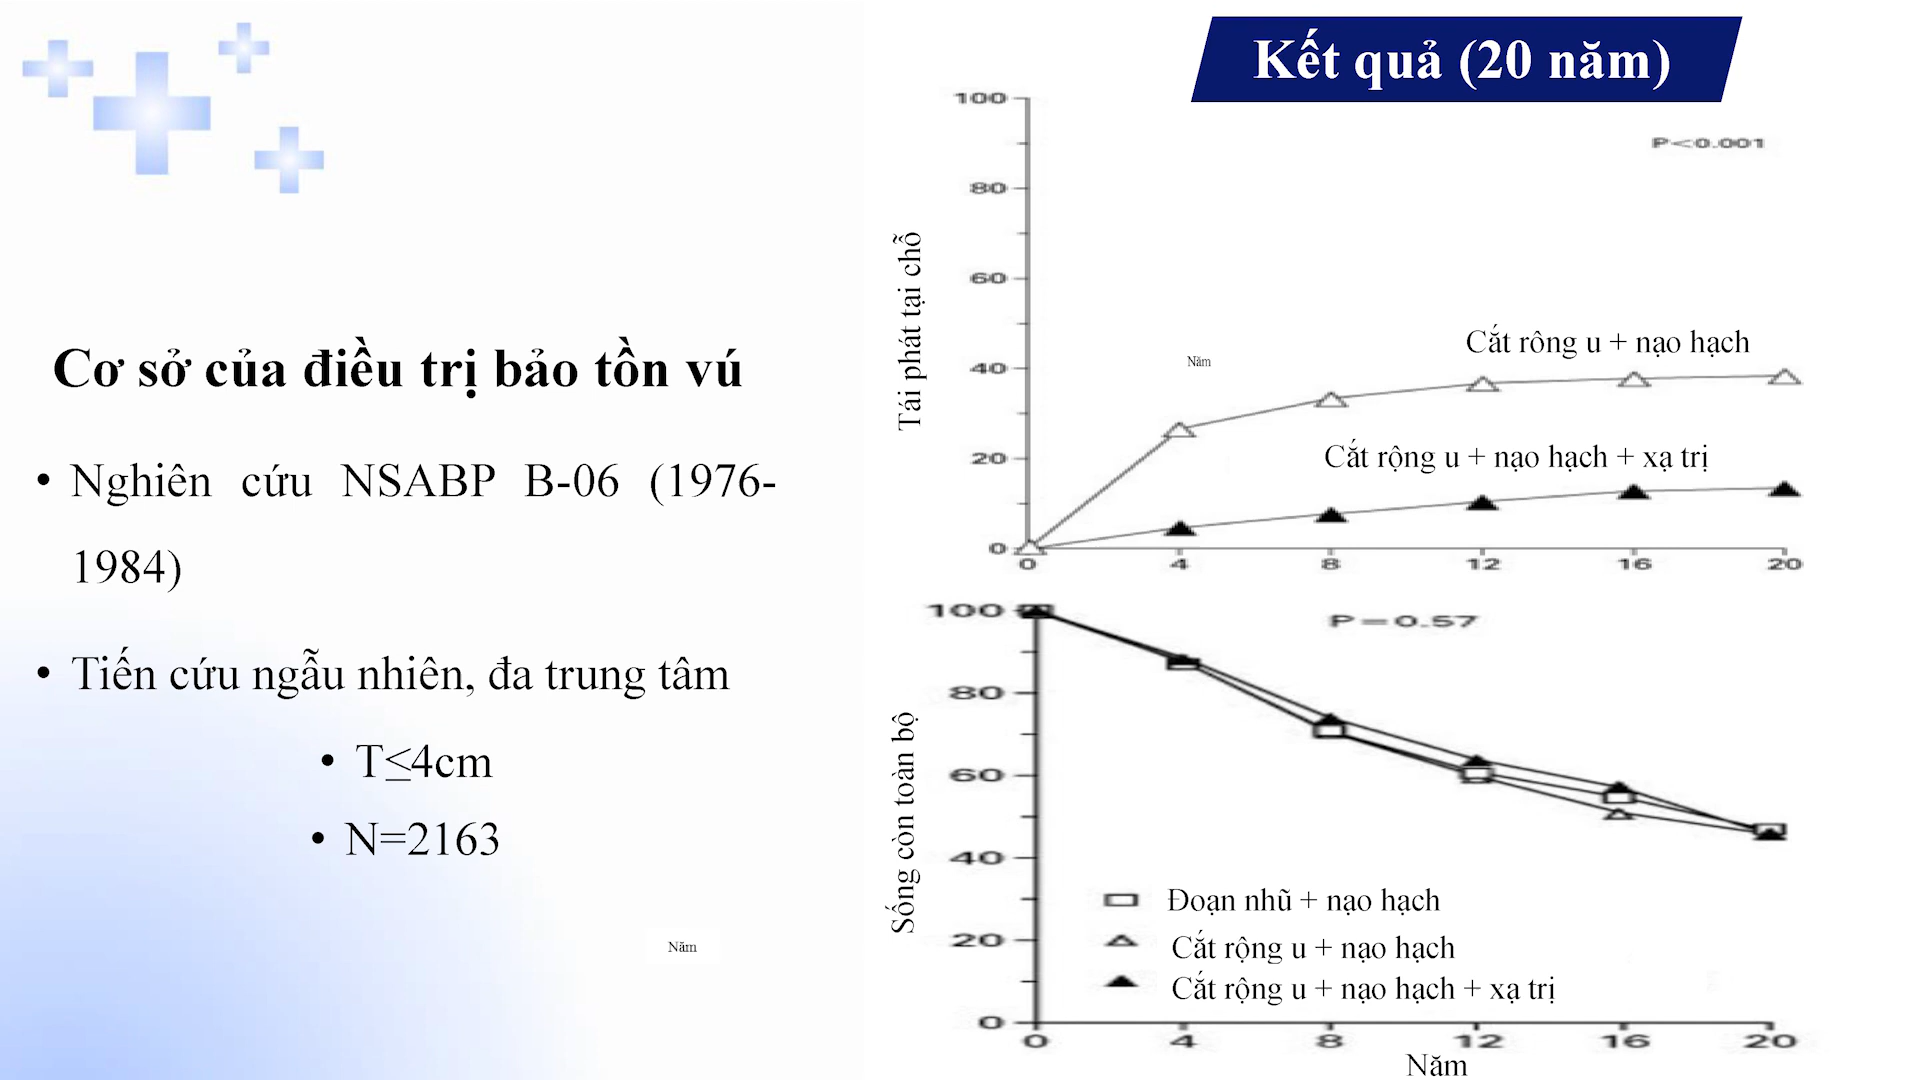 Kết quả (20 năm)
Cơ sở của điều trị bảo tồn vú
• Nghiên cứu NSABP B-06 (1976-
1984)
• Tiến cứu ngẫu nhiên, đa trung tâm
• T≤4cm
• N=2163
Năm
Tái phát tại chỗ
100
80
60
40
20
0
P<0.001
Năm
Cắt rông u + nạo hạch
Cắt rộng u + nạo hạch + xạ trị
0 4 8 12 16 20
Sống còn toàn bộ
100
80
60
40
20
0
P=0.57
Đoạn nhũ + nạo hạch
Cắt rộng u + nạo hạch
Cắt rộng u + nạo hạch + xạ trị
0 4 8 12 16 20
Năm